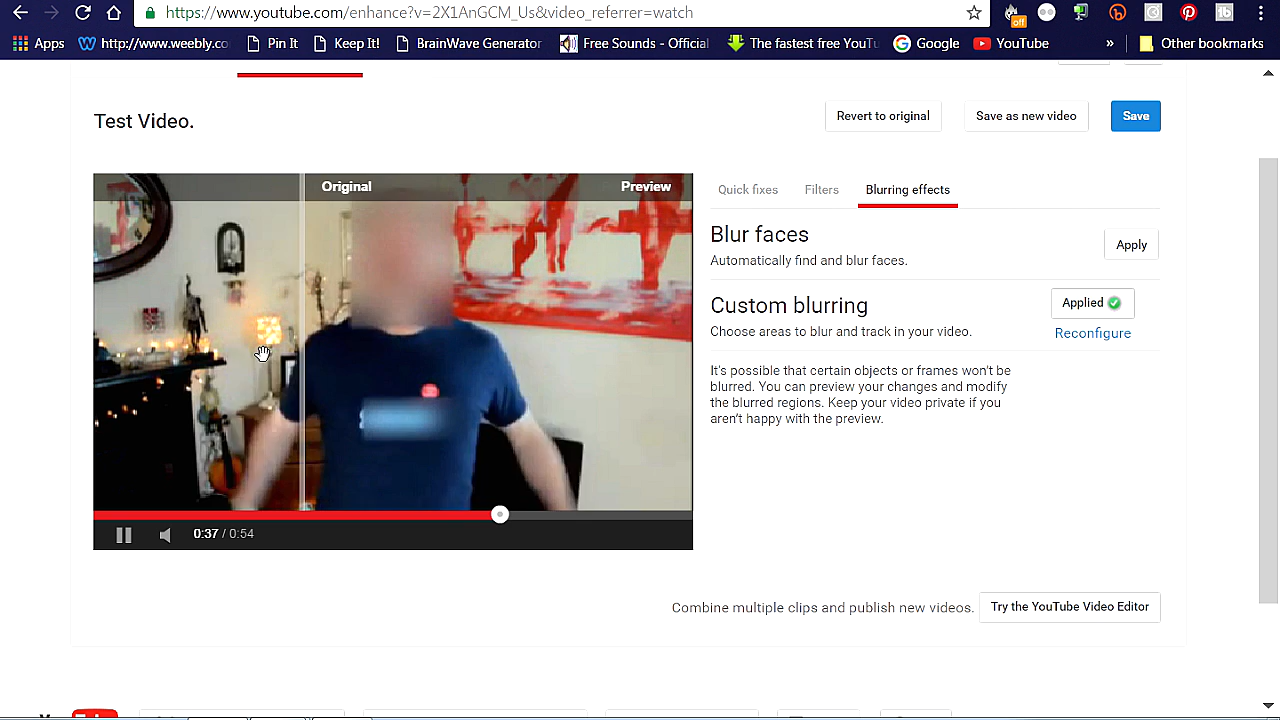 https://www.youtube.com/enhance?v=2X1AnGCM_Us&video_referrer=watch
off
Apps http://www.weebly.co Pin It Keep It! BrainWave Generator Free Sounds - Official The fastest free YouTu Google YouTube » Other bookmarks
Test Video.
Revert to original Save as new video Save
Original Preview
Quick fixes Filters Blurring effects
Blur faces
Automatically find and blur faces.
Apply
Custom blurring
Choose areas to blur and track in your video.
Applied
Reconfigure
It's possible that certain objects or frames won't be
blurred. You can preview your changes and modify
the blurred regions. Keep your video private if you
aren't happy with the preview.
0:37 / 0:54
Combine multiple clips and publish new videos. Try the YouTube Video Editor